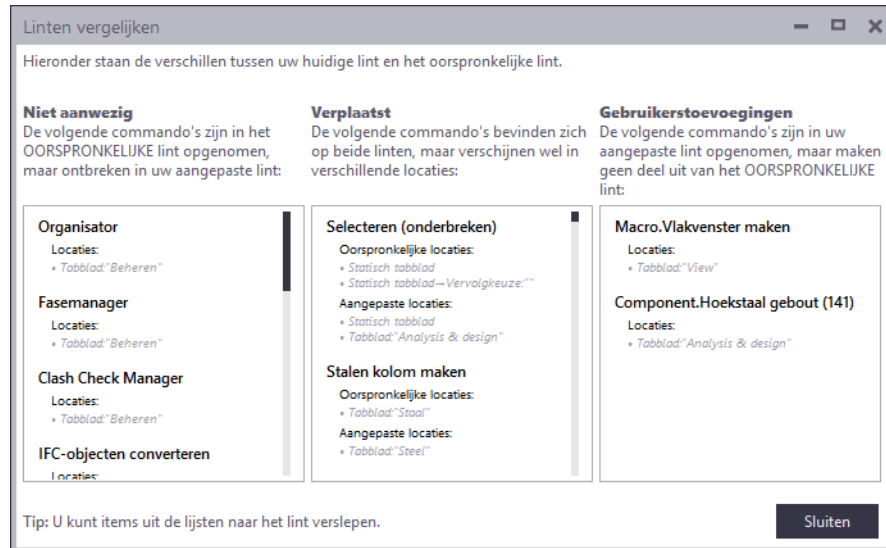 Linten vergelijken
Hieronder staan de verschillen tussen uw huidige lint en het oorspronkelijke lint.
Niet aanwezig
De volgende commando's zijn in het
OORSPRONKELIJKE lint opgenomen,
maar ontbreken in uw aangepaste lint:
Organisator
Locaties:
• Tabblad:"Beheren"
Fasemanager
Locaties:
• Tabblad:"Beheren"
Clash Check Manager
Locaties:
• Tabblad:"Beheren"
IFC-objecten converteren
Locaties:
Verplaatst
De volgende commando's bevinden zich
op beide linten, maar verschijnen wel in
verschillende locaties:
Selecteren (onderbreken)
Oorspronkelijke locaties:
• Statisch tabblad
• Statisch tabblad→Vervolgkeuze:""
Aangepaste locaties:
• Statisch tabblad
• Tabblad:"Analysis & design"
Stalen kolom maken
Oorspronkelijke locaties:
• Tabblad:"Staal"
Aangepaste locaties:
• Tabblad:"Steel"
Gebruikerstoevoegingen
De volgende commando's zijn in uw
aangepaste lint opgenomen, maar maken
geen deel uit van het OORSPRONKELIJKE
lint:
Macro.Vlakvenster maken
Locaties:
• Tabblad:"View"
Component.Hoekstaal gebout (141)
Locaties:
• Tabblad:"Analysis & design"
Tip: U kunt items uit de lijsten naar het lint verslepen.
Sluiten